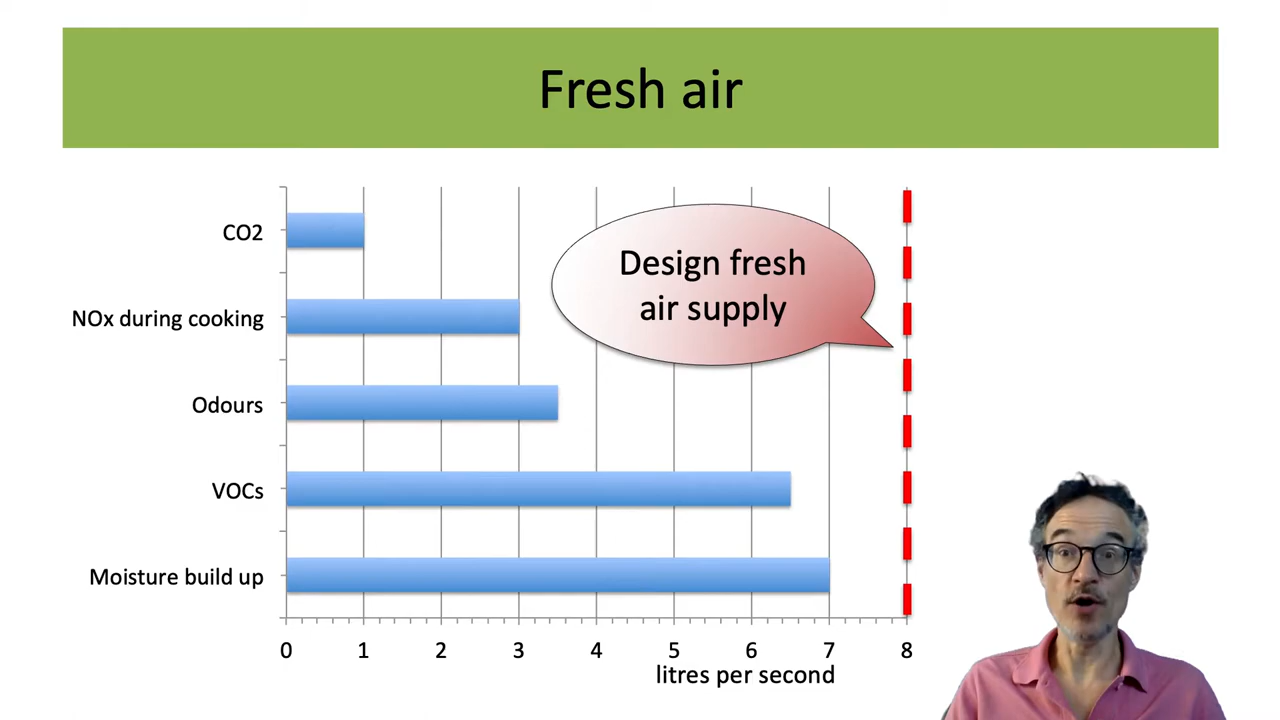 Fresh air
CO2
NOx during cooking
Odours
VOCs
Moisture build up
Design fresh
air supply
0 1 2 3 4 5 6 7 8
litres per second